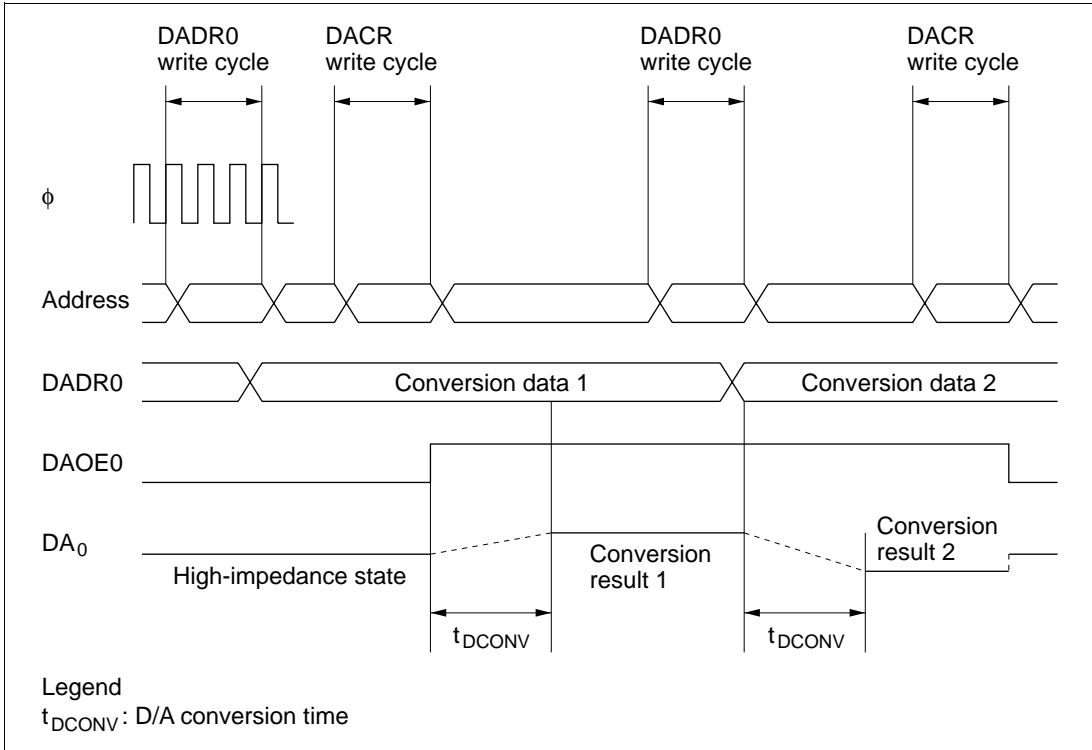 DADR0
write cycle
DACR
write cycle
DADR0
write cycle
DACR
write cycle
φ
Address
DADR0
Conversion data 1
Conversion data 2
DAOE0
DA0
High-impedance state
Conversion
result 1
Conversion
result 2
tDCONV
tDCONV
Legend
tDCONV : D/A conversion time